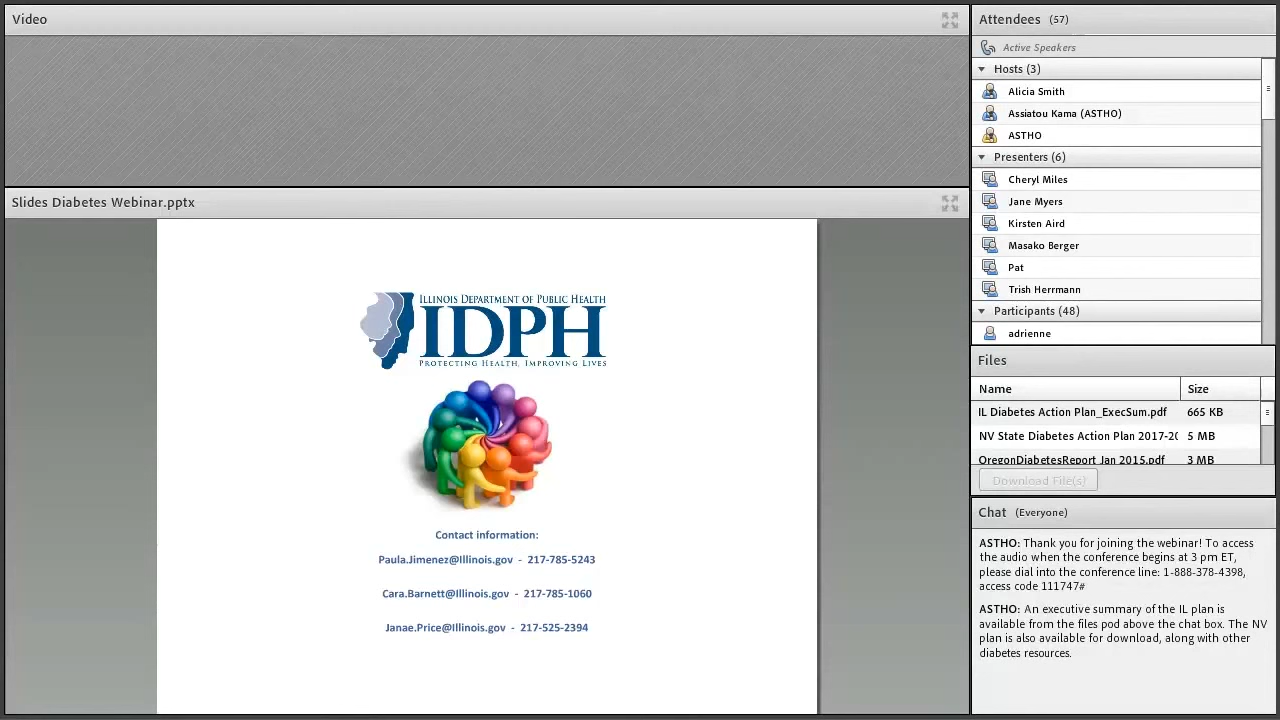 Video
Slides Diabetes Webinar.pptx
ILLINOIS DEPARTMENT OF PUBLIC HEALTH
IDPH
PROTECTING HEALTH, IMPROVING LIVES
Contact information:
Paula.Jimenez@Illinois.gov - 217-785-5243
Cara.Barnett@Illinois.gov - 217-785-1060
Janae.Price@Illinois.gov - 217-525-2394
Attendees (57)
Active Speakers
Hosts (3)
Alicia Smith
Assiatou Kama (ASTHO)
ASTHO
Presenters (6)
Cheryl Miles
Jane Myers
Kirsten Aird
Masako Berger
Pat
Trish Herrmann
Participants (48)
adrienne
Files
Name Size
IL Diabetes Action Plan_ExecSum.pdf 665 KB
NV State Diabetes Action Plan 2017-20 5 MB
OregonDiabetesReport Jan 2015.pdf 3 MB
Download File(s)
Chat (Everyone)
ASTHO: Thank you for joining the webinar! To access
the audio when the conference begins at 3 pm ET,
please dial into the conference line: 1-888-378-4398,
access code 111747#
ASTHO: An executive summary of the IL plan is
available from the files pod above the chat box. The NV
plan is also available for download, along with other
diabetes resources.